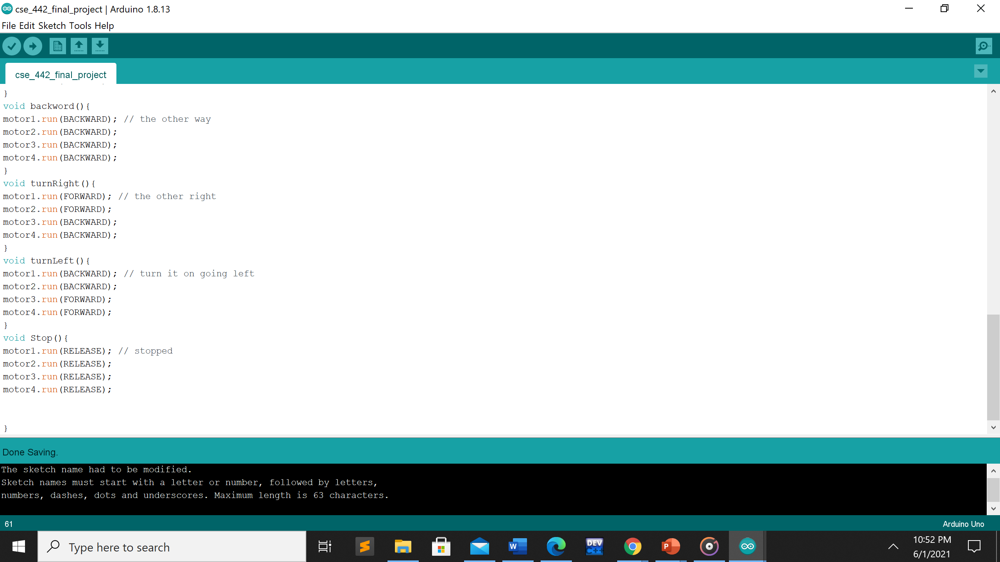 cse_442_final_project | Arduino 1.8.13
File Edit Sketch Tools Help
cse_442_final_project
}
void backword(){
motor1.run(BACKWARD); // the other way
motor2.run(BACKWARD);
motor3.run(BACKWARD);
motor4.run(BACKWARD);
}
void turnRight(){
motor1.run(FORWARD); // the other right
motor2.run(FORWARD);
motor3.run(BACKWARD);
motor4.run(BACKWARD);
}
void turnLeft(){
motor1.run(BACKWARD); // turn it on going left
motor2.run(BACKWARD);
motor3.run(FORWARD);
motor4.run(FORWARD);
}
void Stop(){
motor1.run(RELEASE); // stopped
motor2.run(RELEASE);
motor3.run(RELEASE);
motor4.run(RELEASE);
}
Done Saving.
The sketch name had to be modified.
Sketch names must start with a letter or number, followed by letters,
numbers, dashes, dots and underscores. Maximum length is 63 characters.
61
Arduino Uno
Type here to search
W
DEV
C++
P
10:52 PM
6/1/2021